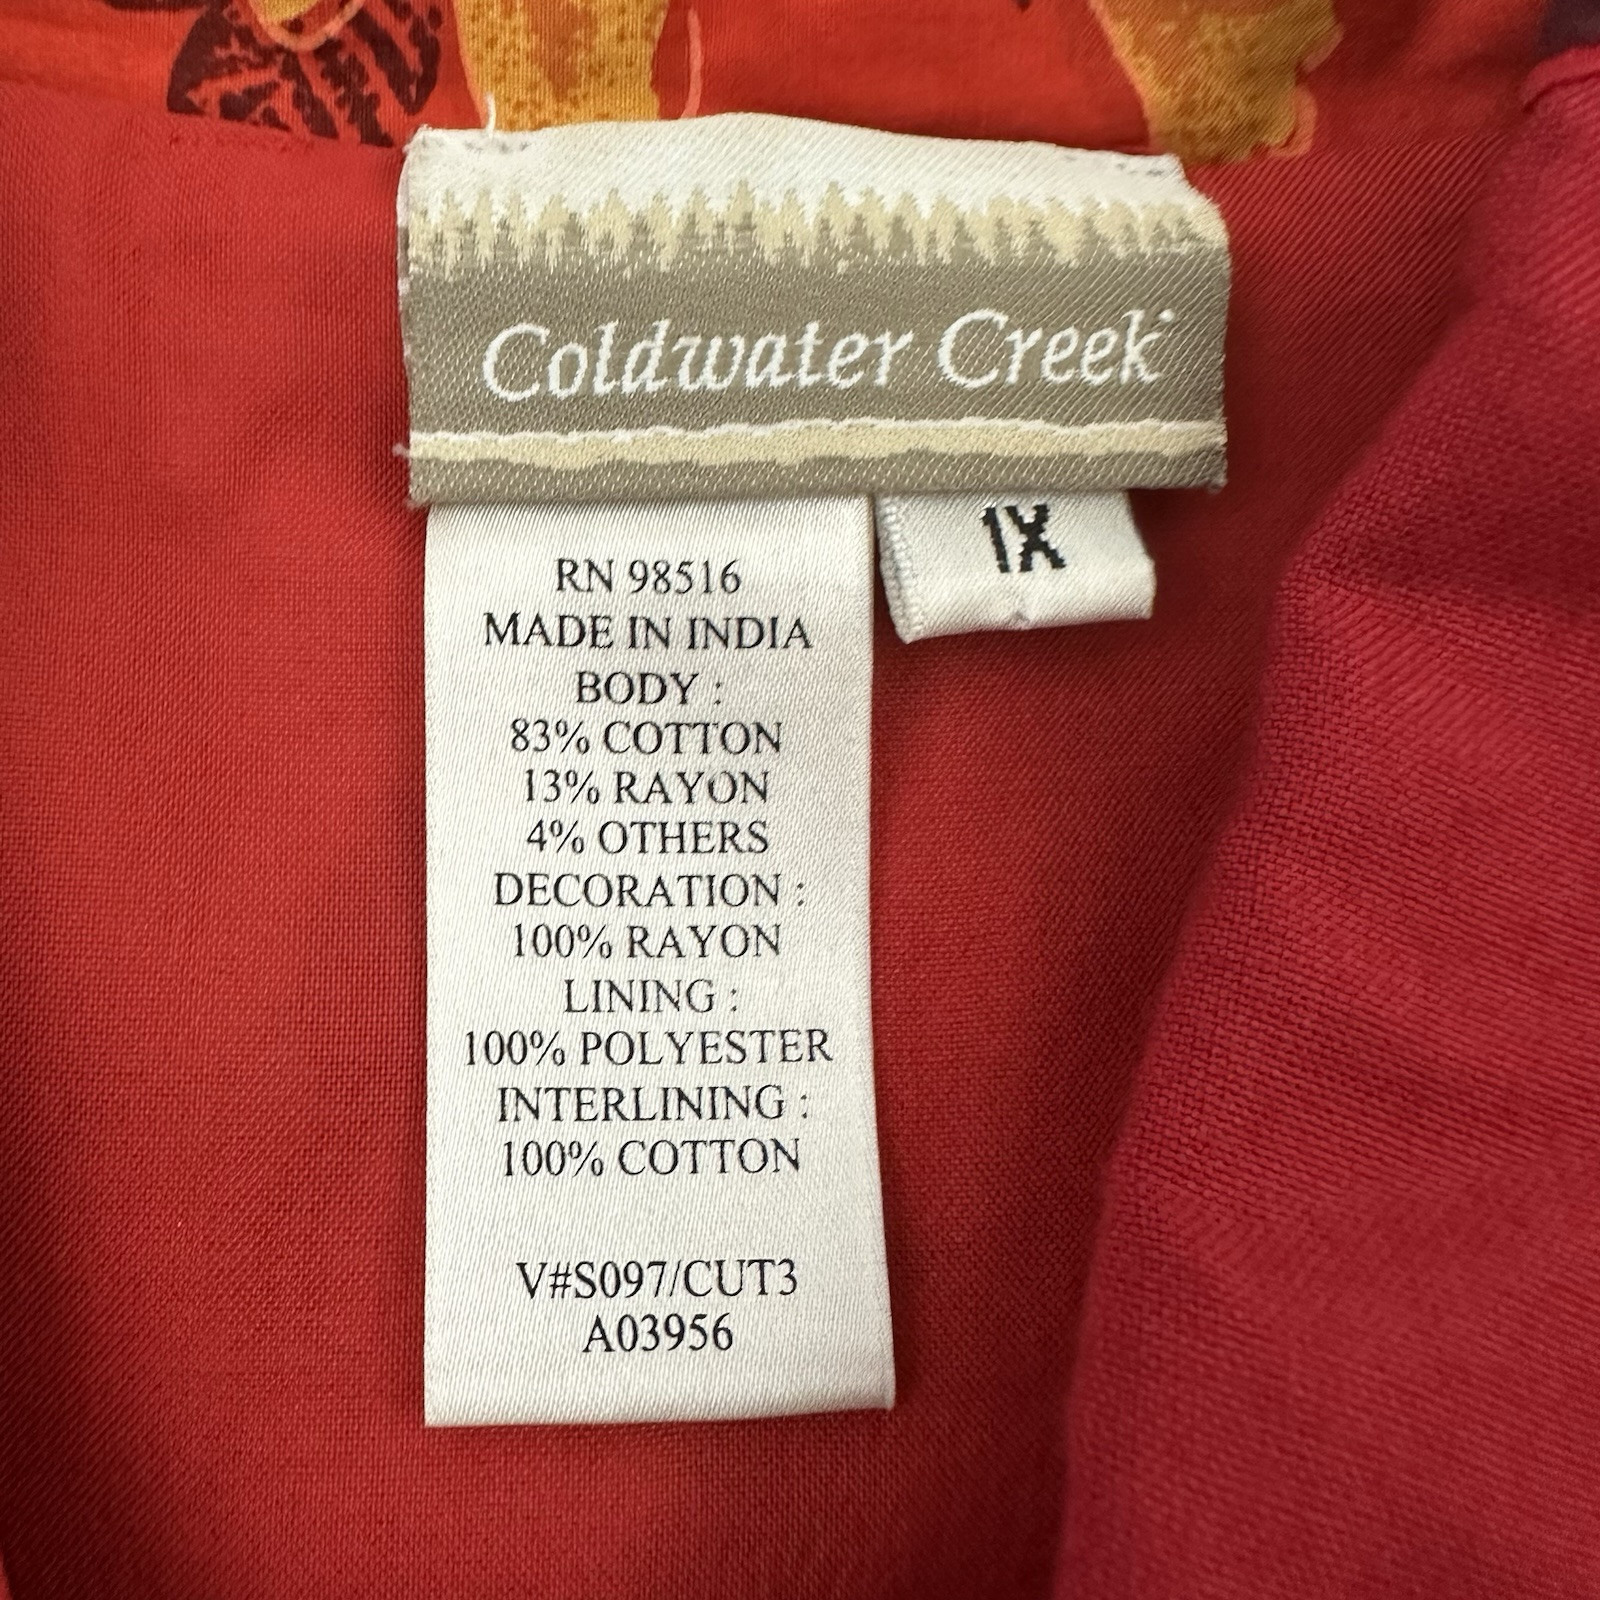 Coldwater Creek
1X
RN 98516
MADE IN INDIA
BODY :
83% COTTON
13% RAYON
4% OTHERS
DECORATION :
100% RAYON
LINING :
100% POLYESTER
INTERLINING :
100% COTTON
V#S097/CUT3
A03956